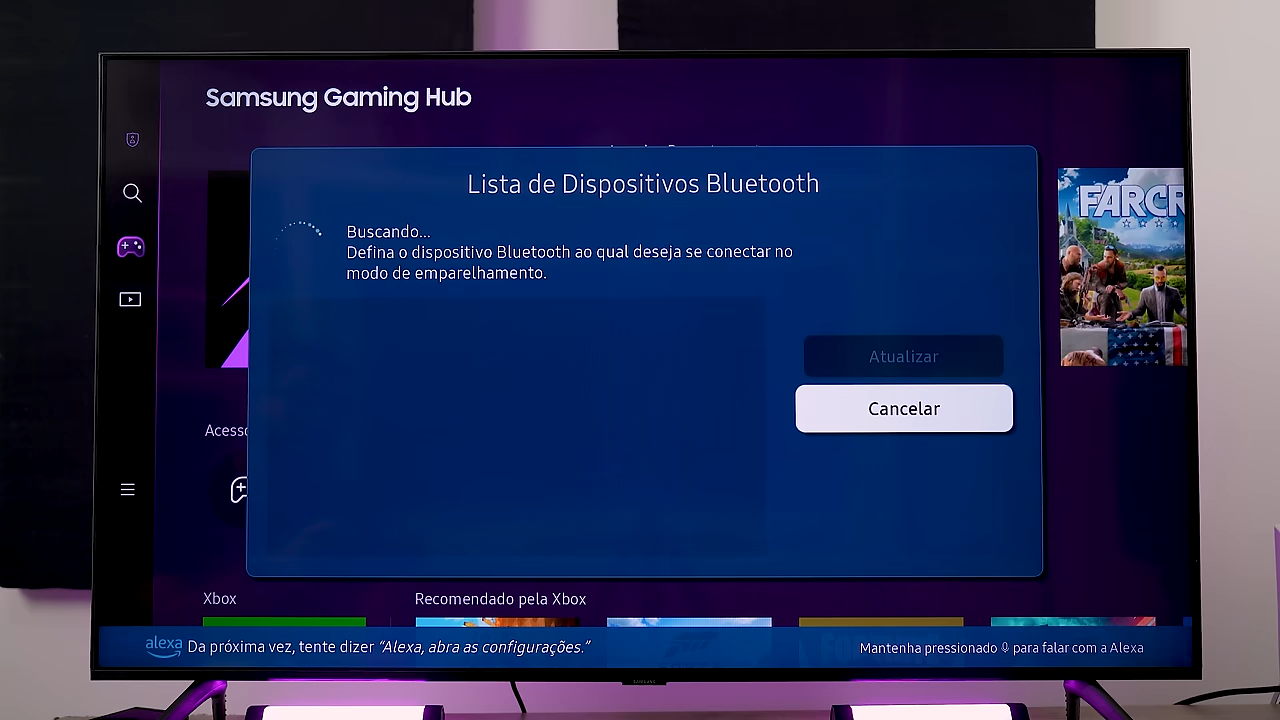 Samsung Gaming Hub
Lista de Dispositivos Bluetooth
Buscando...
Defina o dispositivo Bluetooth ao qual deseja se conectar no
modo de emparelhamento.
FARCR
Atualizar
Cancelar
Acesso
Xbox
Recomendado pela Xbox
alexa Da próxima vez, tente dizer “Alexa, abra as configurações.”
Mantenha pressionado para falar com a Alexa
SAMSUNG